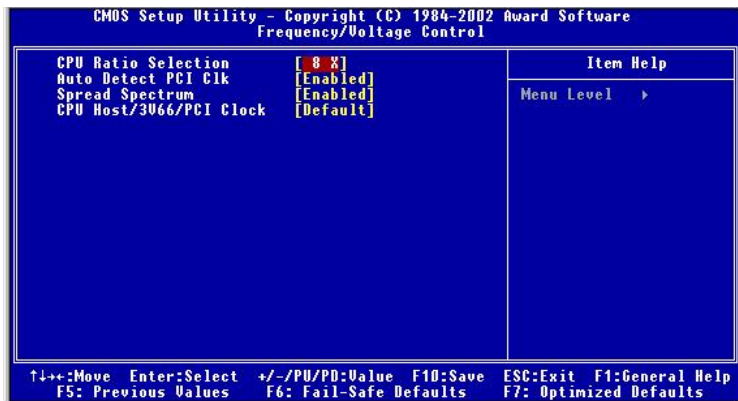 CMOS Setup Utility - Copyright (C) 1984-2002 Award Software
Frequency/Voltage Control
CPU Ratio Selection [ 8 X]
Auto Detect PCI Clk [Enabled]
Spread Spectrum [Enabled]
CPU Host/3V66/PCI Clock [Default]
Item Help
Menu Level ▸
↑↓→←:Move Enter:Select +/-/PU/PD:Value F10:Save ESC:Exit F1:General Help
F5: Previous Values F6: Fail-Safe Defaults F7: Optimized Defaults